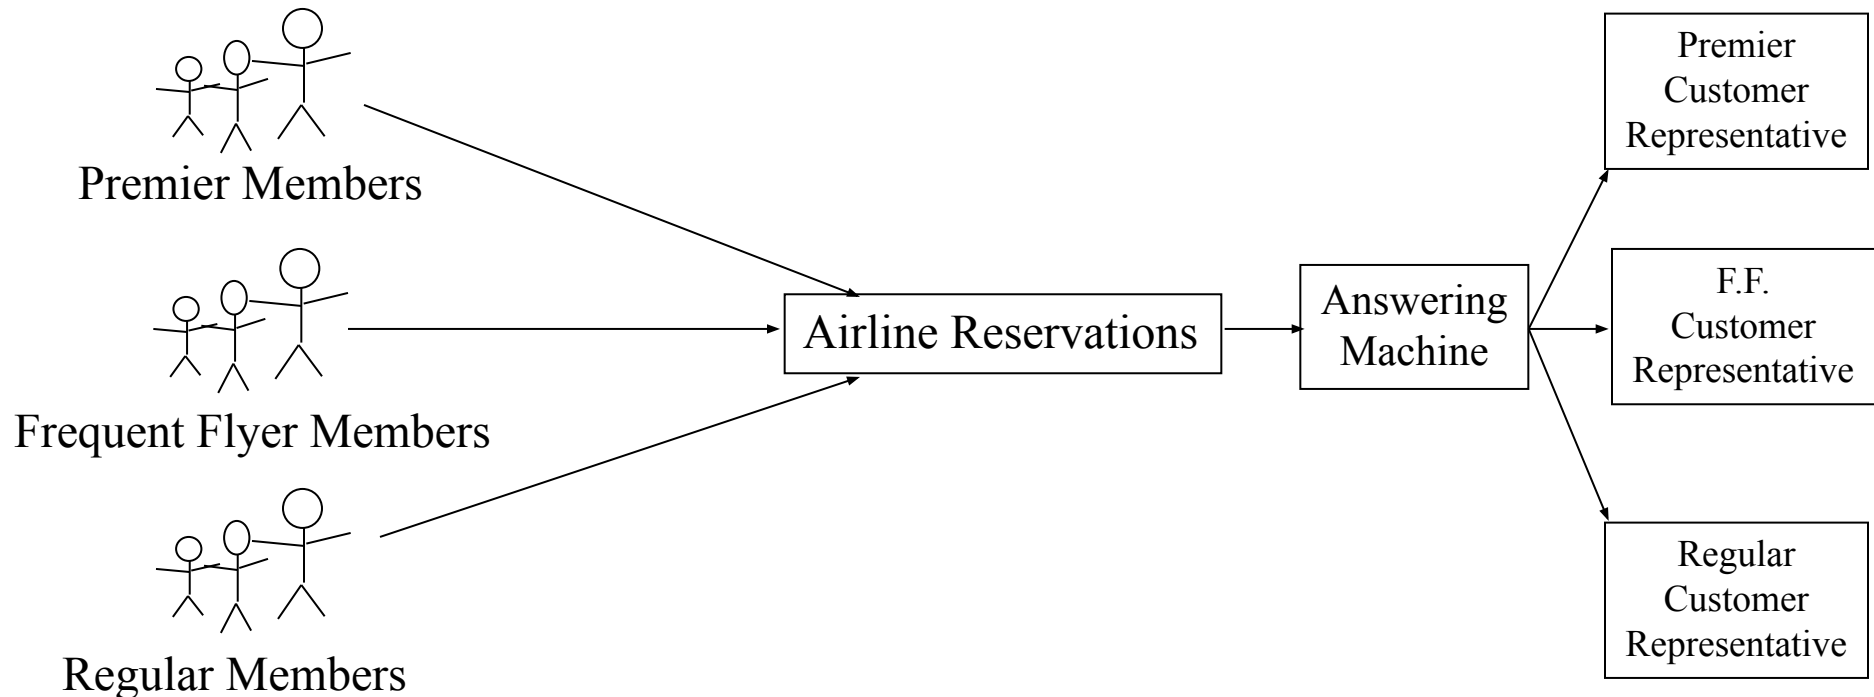 Premier Members
Frequent Flyer Members
Regular Members
Airline Reservations
Answering
Machine
Premier
Customer
Representative
F.F.
Customer
Representative
Regular
Customer
Representative